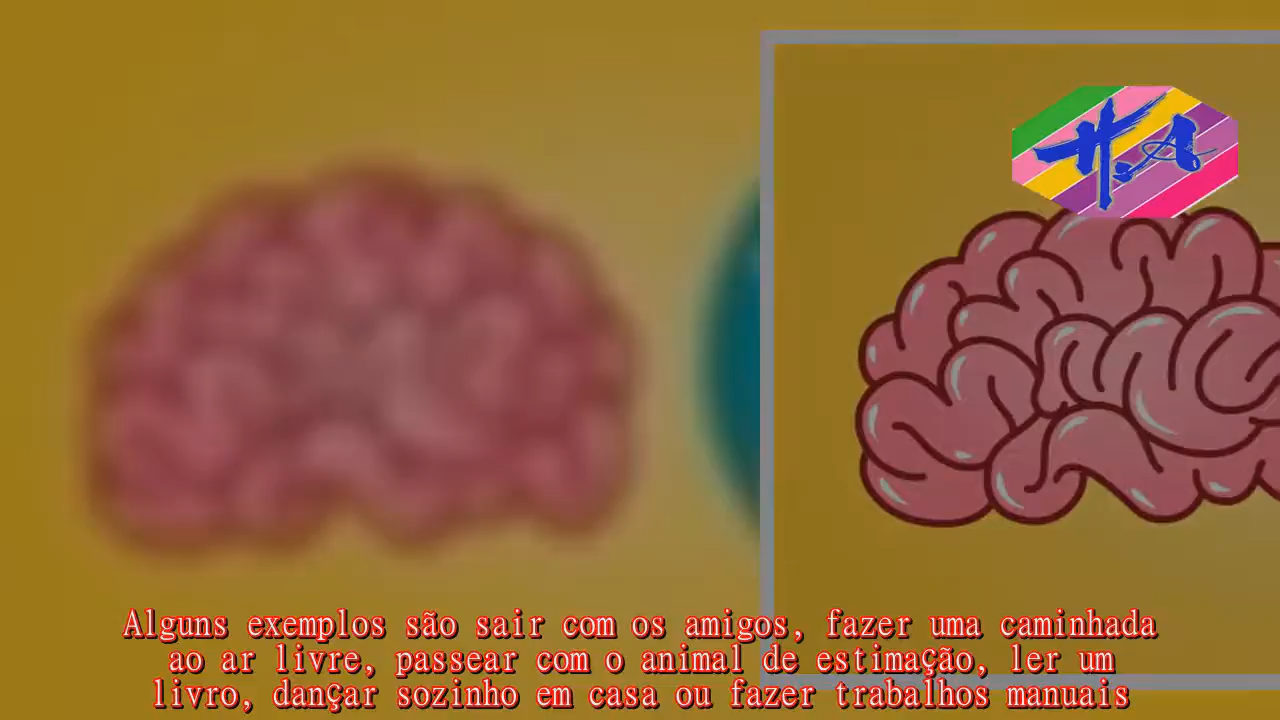 H.A
Alguns exemplos são sair com os amigos, fazer uma caminhada
ao ar livre, passear com o animal de estimação, ler um
livro, dançar sozinho em casa ou fazer trabalhos manuais